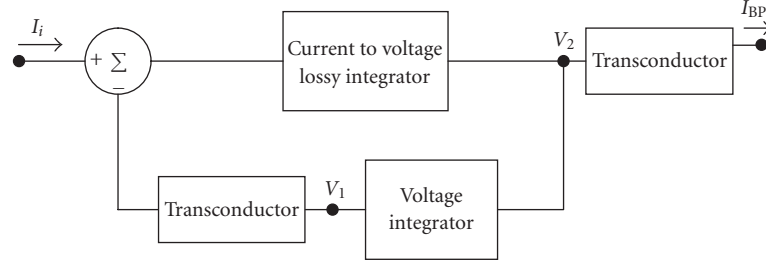 I_i
+ Σ
−
Current to voltage
lossy integrator
V_2
Transconductor
I_BP
Transconductor
V_1
Voltage
integrator